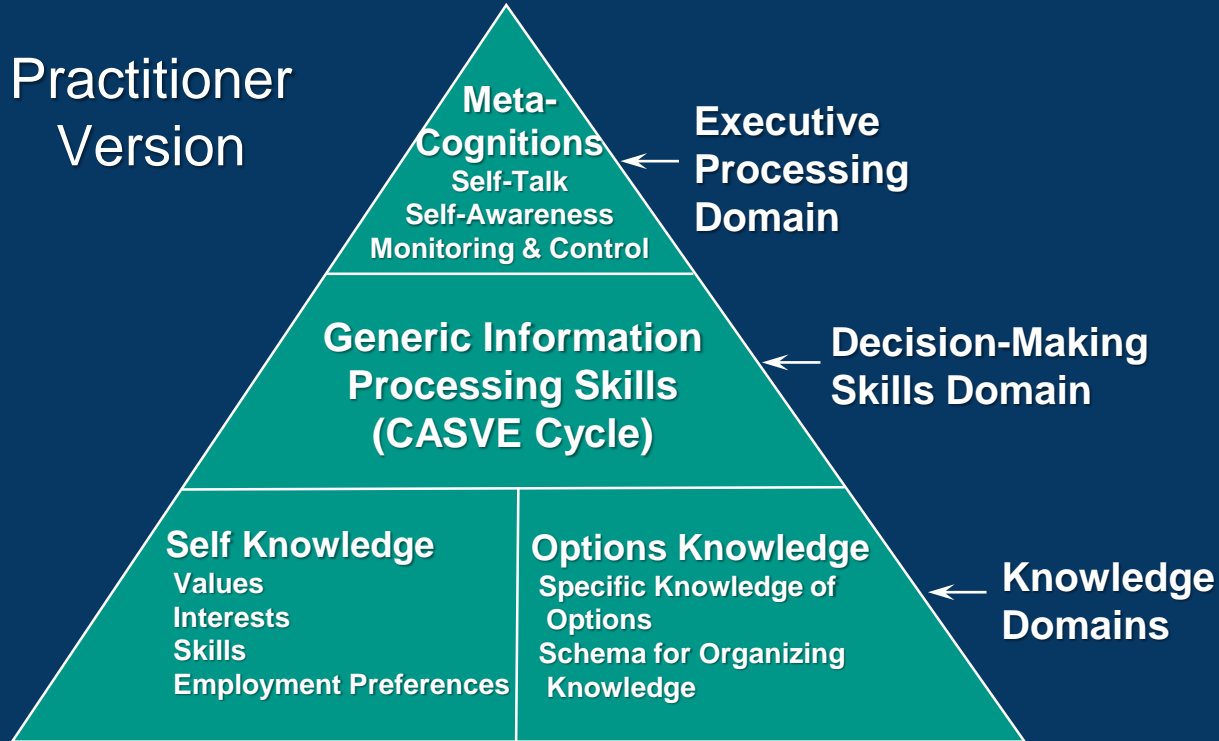 Practitioner
Version
Meta-
Cognitions
Self-Talk
Self-Awareness
Monitoring & Control
Executive
Processing
Domain
Generic Information
Processing Skills
(CASVE Cycle)
Decision-Making
Skills Domain
Self Knowledge
Values
Interests
Skills
Employment Preferences
Options Knowledge
Specific Knowledge of
Options
Schema for Organizing
Knowledge
Knowledge
Domains